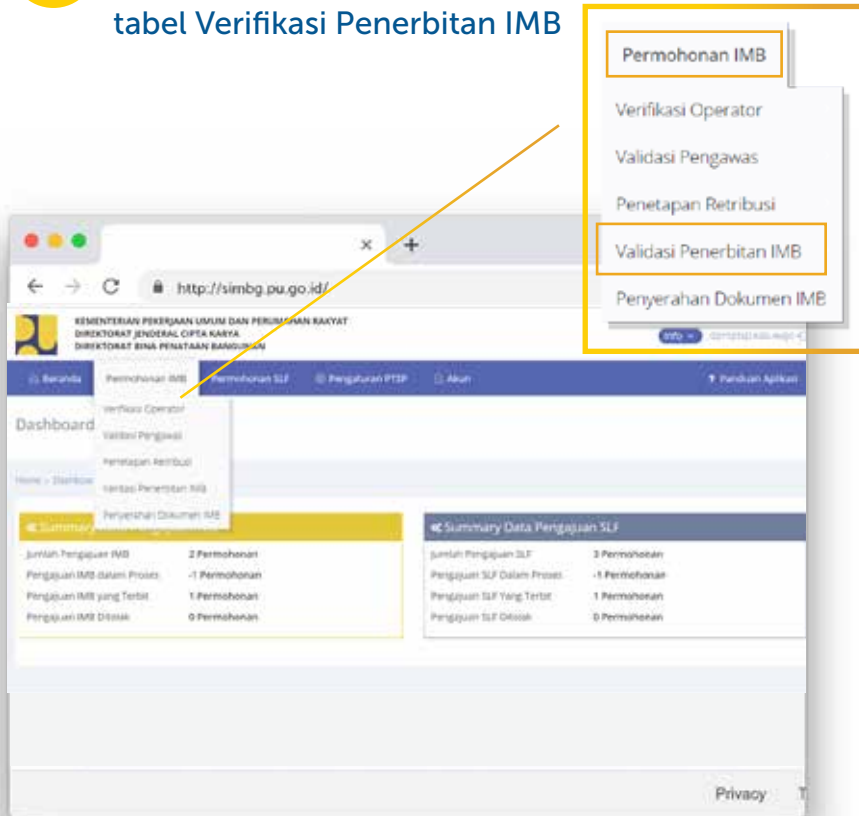 tabel Verifikasi Penerbitan IMB
Permohonan IMB
Verifikasi Operator
Validasi Pengawas
Penetapan Retribusi
Validasi Penerbitan IMB
Penyerahan Dokumen IMB
http://simbg.pu.go.id/
KEMENTERIAN PEKERJAAN UMUM DAN PERUMAHAN RAKYAT
DIREKTORAT JENDERAL CIPTA KARYA
DIREKTORAT BINA PENATAAN BANGUNAN
Info
Beranda Permohonan IMB Permohonan SLF Pengaturan PTSP Akun ? Panduan Aplikasi
Verifikasi Operator
Dashboard
Validasi Pengawas
Penetapan Retribusi
Home >
Validasi Penerbitan IMB
Penyerahan Dokumen IMB
Summary
Summary Data Pengajuan SLF
Jumlah Pengajuan IMB 2 Permohonan
Pengajuan IMB dalam Proses -1 Permohonan
Pengajuan IMB yang Terbit 1 Permohonan
Pengajuan IMB Ditolak 0 Permohonan
Jumlah Pengajuan SLF 3 Permohonan
Pengajuan SLF Dalam Proses -1 Permohonan
Pengajuan SLF Yang Terbit 1 Permohonan
Pengajuan SLF Ditolak 0 Permohonan
Privacy